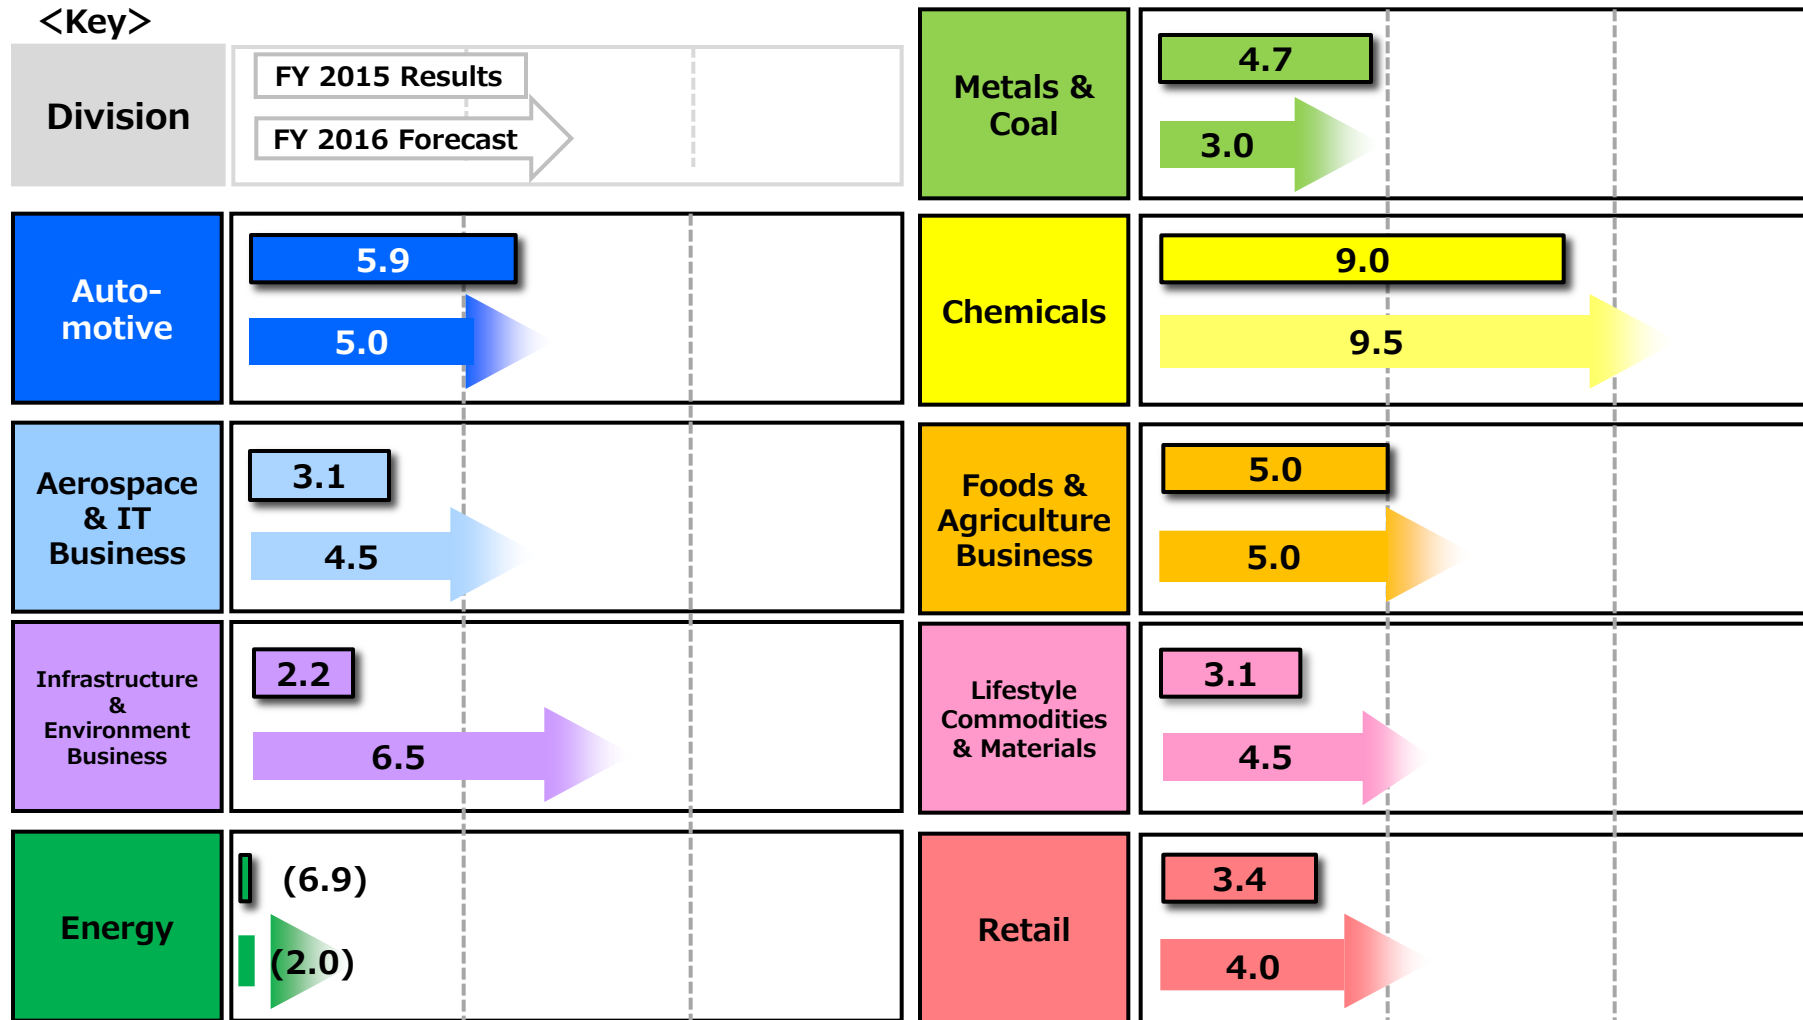 <Key>
Division
FY 2015 Results
FY 2016 Forecast
Auto-
motive
5.9
5.0
Aerospace
& IT
Business
3.1
4.5
Infrastructure
&
Environment
Business
2.2
6.5
Energy
(6.9)
(2.0)
Metals &
Coal
4.7
3.0
Chemicals
9.0
9.5
Foods &
Agriculture
Business
5.0
5.0
Lifestyle
Commodities
& Materials
3.1
4.5
Retail
3.4
4.0